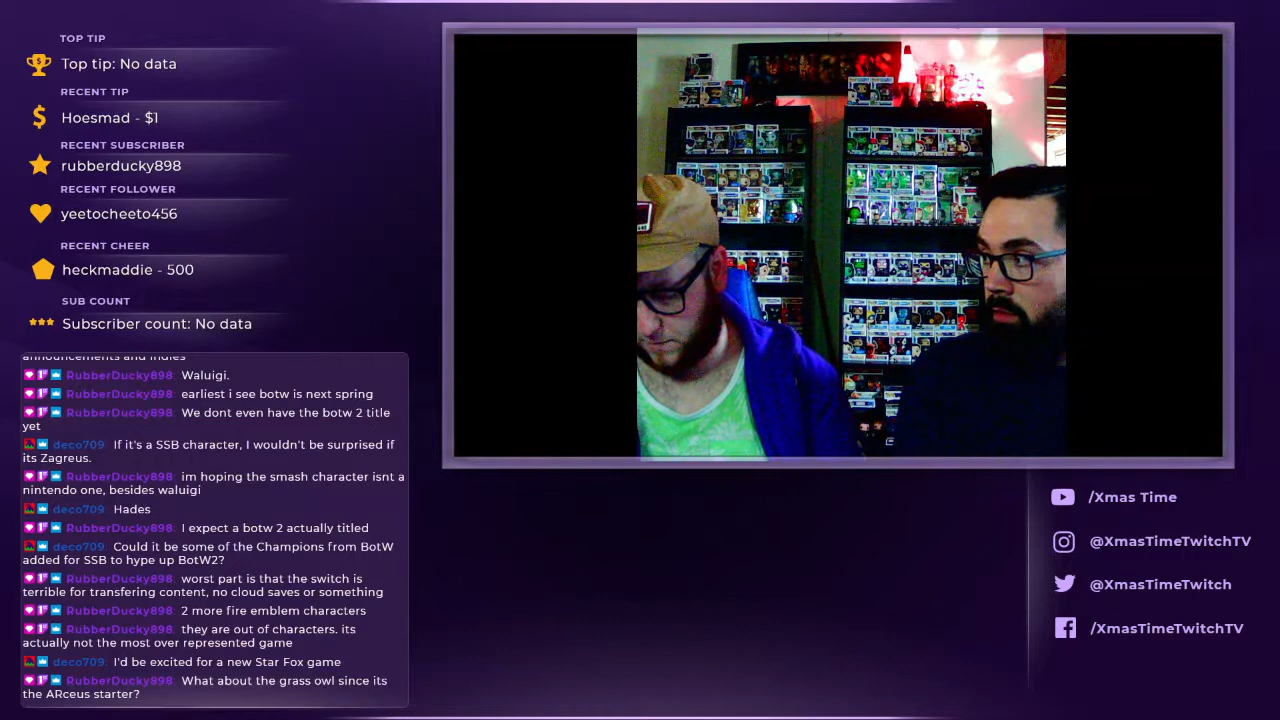 TOP TIP
Top tip: No data
RECENT TIP
Hoesmad - $1
RECENT SUBSCRIBER
rubberducky898
RECENT FOLLOWER
yeetocheeto456
RECENT CHEER
heckmaddie - 500
SUB COUNT
Subscriber count: No data
announcements and indies
RubberDucky898: Waluigi.
RubberDucky898: earliest i see botw is next spring
RubberDucky898: We dont even have the botw 2 title
yet
deco709: If it's a SSB character, I wouldn't be surprised if
its Zagreus.
RubberDucky898: im hoping the smash character isnt a
nintendo one, besides waluigi
deco709: Hades
RubberDucky898: I expect a botw 2 actually titled
deco709: Could it be some of the Champions from BotW
added for SSB to hype up BotW2?
RubberDucky898: worst part is that the switch is
terrible for transfering content, no cloud saves or something
RubberDucky898: 2 more fire emblem characters
RubberDucky898: they are out of characters. its
actually not the most over represented game
deco709: I'd be excited for a new Star Fox game
RubberDucky898: What about the grass owl since its
the ARceus starter?
/Xmas Time
@XmasTimeTwitchTV
@XmasTimeTwitch
/XmasTimeTwitchTV